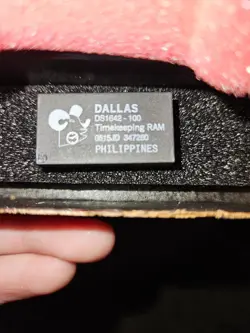 DALLAS
DS1642-100
Timekeeping RAM
PHILIPPINES